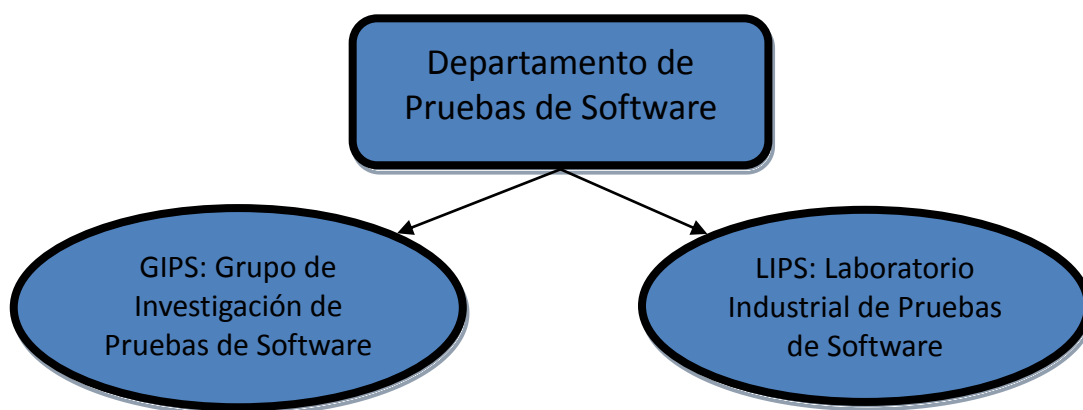 Departamento de
Pruebas de Software
GIPS: Grupo de
Investigación de
Pruebas de Software
LIPS: Laboratorio
Industrial de Pruebas
de Software